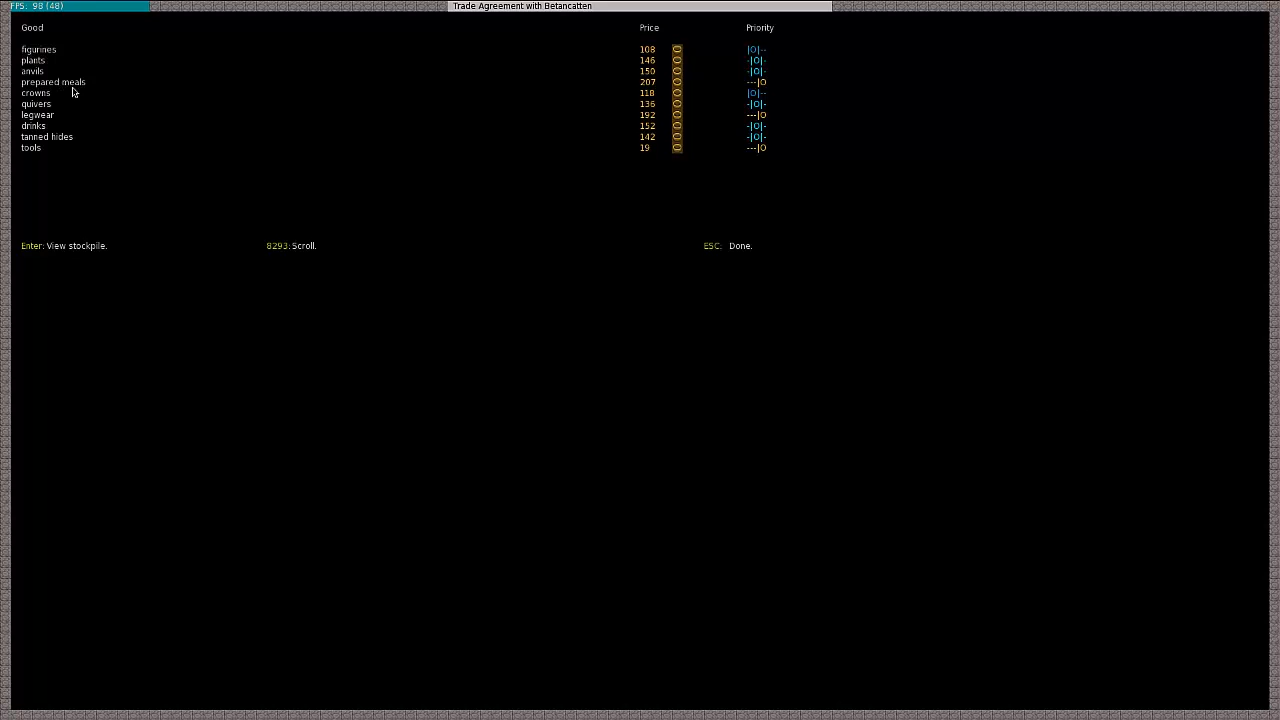 FPS: 98 (48) Trade Agreement with Betancatten
Good Price Priority
figurines 108 O |O|--
plants 146 O -|O|-
anvils 150 O -|O|-
prepared meals 207 O ---|O
crowns 118 O |O|--
quivers 136 O -|O|-
legwear 192 O ---|O
drinks 152 O -|O|-
tanned hides 142 O -|O|-
tools 19 O ---|O
Enter: View stockpile. 8293: Scroll. ESC: Done.